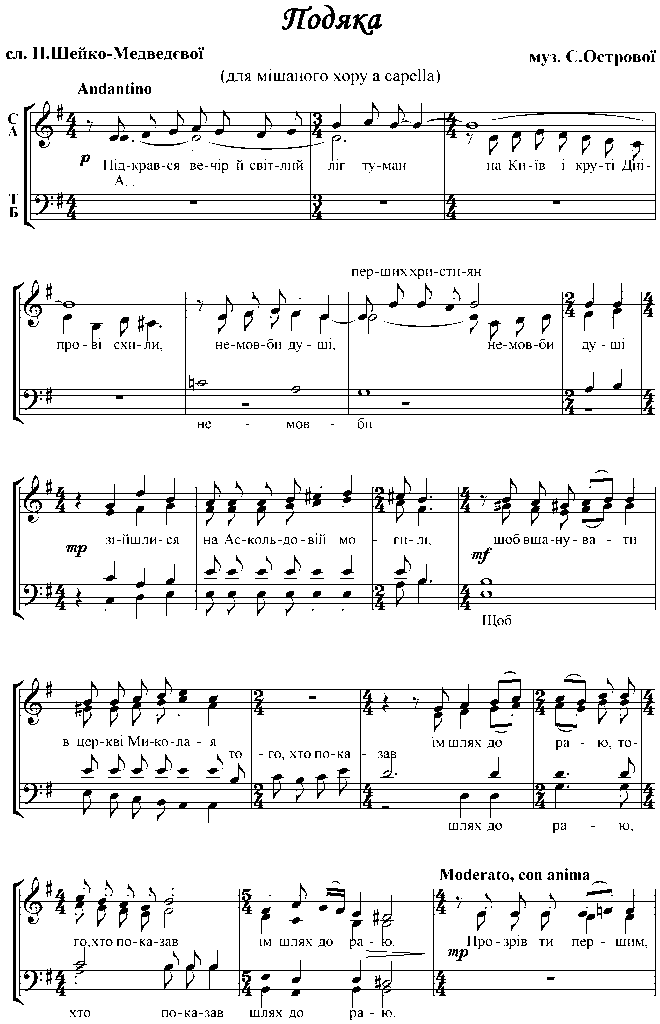 Подяка
сл. Н.Шейко-Медведєвої
муз. С.Острової
(для мішаного хору a capella)
Andantino
С
А
Т
Б
p
Під-крав-ся ве-чір й світ-лий ліг ту-ман на Ки-їв і кру-ті Дні-
А...
пер-ших хри-сти-ян
про-ві схи-ли, не-мов-би ду-ші, не-мов-би ду-ші
не - мов - би
mp
зі-йшли-ся на Ас-коль-до-вій мо-ги-лі, щоб вша-ну-ва-ти
mf
Щоб
в цер-кві Ми-ко-ла-я їм шлях до ра-ю, то-
то-го, хто по-ка-зав
шлях до ра-ю,
го, хто по-ка-зав їм шлях до ра-ю.
Moderato, con anima
mp
Про-зрів ти пер-шим,
хто по-ка-зав шлях до ра-ю.